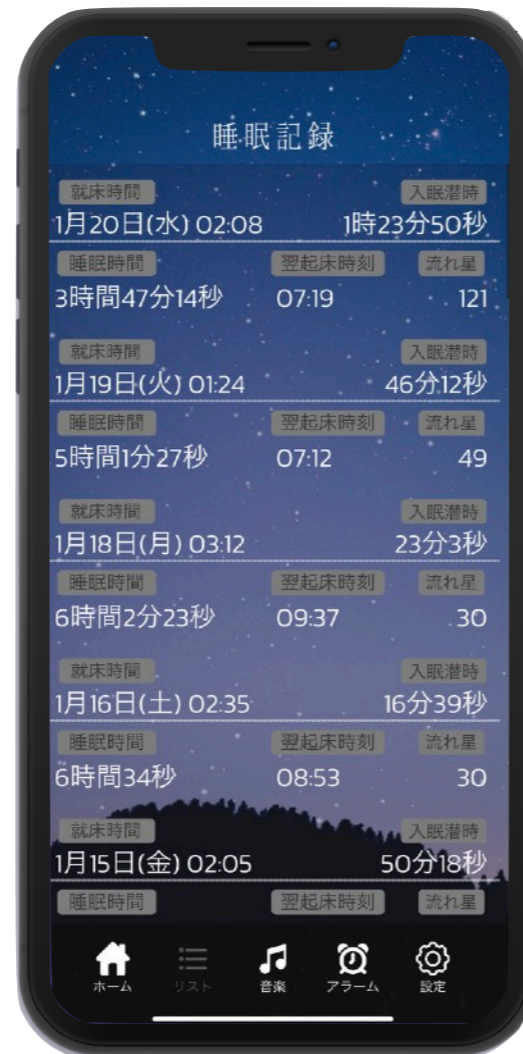 睡眠記録
就床時間 入眠潜時
1月20日(水) 02:08 1時23分50秒
睡眠時間 翌起床時刻 流れ星
3時間47分14秒 07:19 121
就床時間 入眠潜時
1月19日(火) 01:24 46分12秒
睡眠時間 翌起床時刻 流れ星
5時間1分27秒 07:12 49
就床時間 入眠潜時
1月18日(月) 03:12 23分3秒
睡眠時間 翌起床時刻 流れ星
6時間2分23秒 09:37 30
就床時間 入眠潜時
1月16日(土) 02:35 16分39秒
睡眠時間 翌起床時刻 流れ星
6時間34秒 08:53 30
就床時間 入眠潜時
1月15日(金) 02:05 50分18秒
睡眠時間 翌起床時刻 流れ星
ホーム リスト 音楽 アラーム 設定